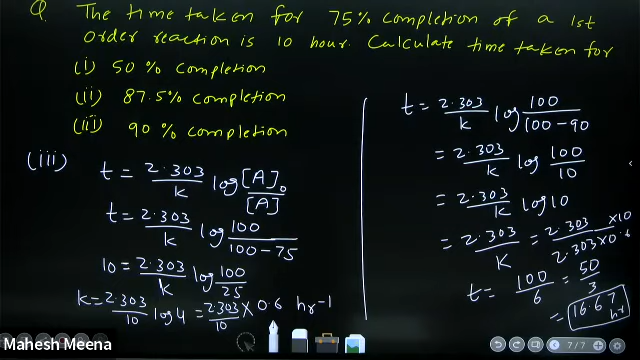 Q. The time taken for 75% completion of a 1st
order reaction is 10 hour. Calculate time taken for
(i) 50 % completion
(ii) 87.5% completion
(iii) 90 % completion
(iii) t = 2.303/k log [A]₀/[A]
t = 2.303/k log 100/100-75
10 = 2.303/k log 100/25
k = 2.303/10 log 4 = 2.303/10 × 0.6 hr-1
t = 2.303/k log 100/100-90
= 2.303/k log 100/10
= 2.303/k log 10
= 2.303/k = 2.303/2.303×0.6 ×10
t = 100/6 = 50/3
= 16.67 hr
Mahesh Meena
7 / 7